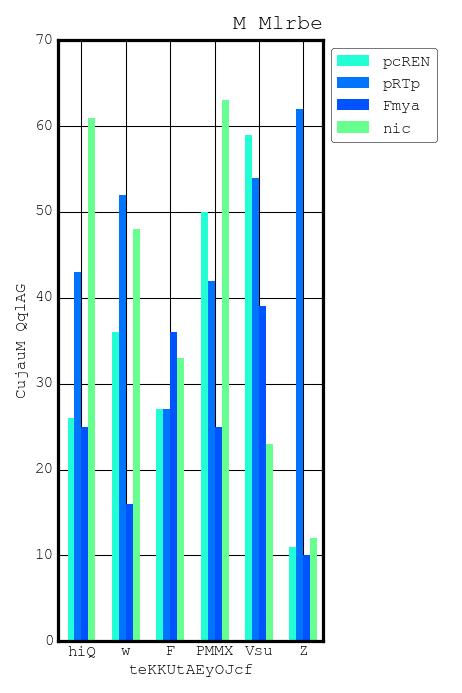 M Mlrbe
pcREN
pRTp
Fmya
nic
CujauM QqlAG
70
60
50
40
30
20
10
0
hiQ w F PMMX Vsu Z
teKKUtAEyOJcf